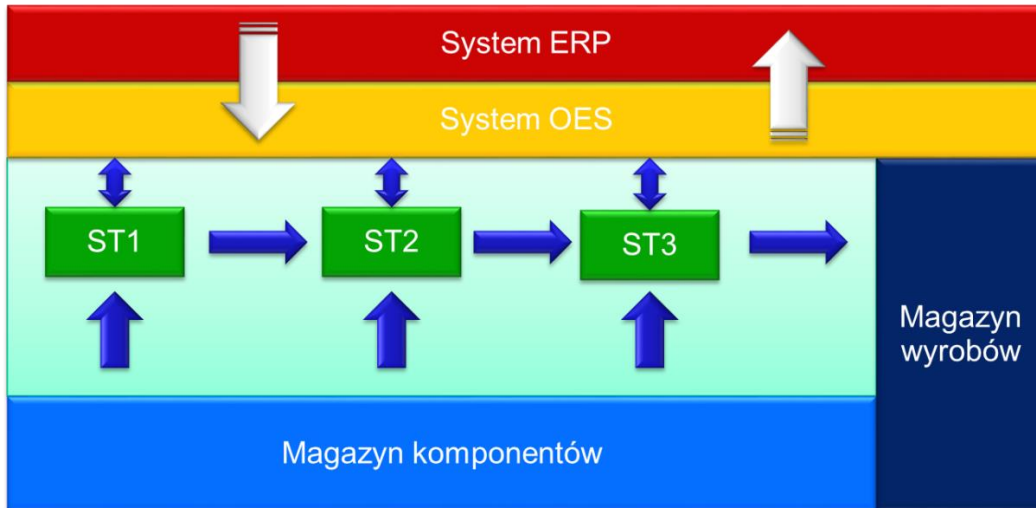 System ERP
System OES
ST1
ST2
ST3
Magazyn
wyrobów
Magazyn komponentów